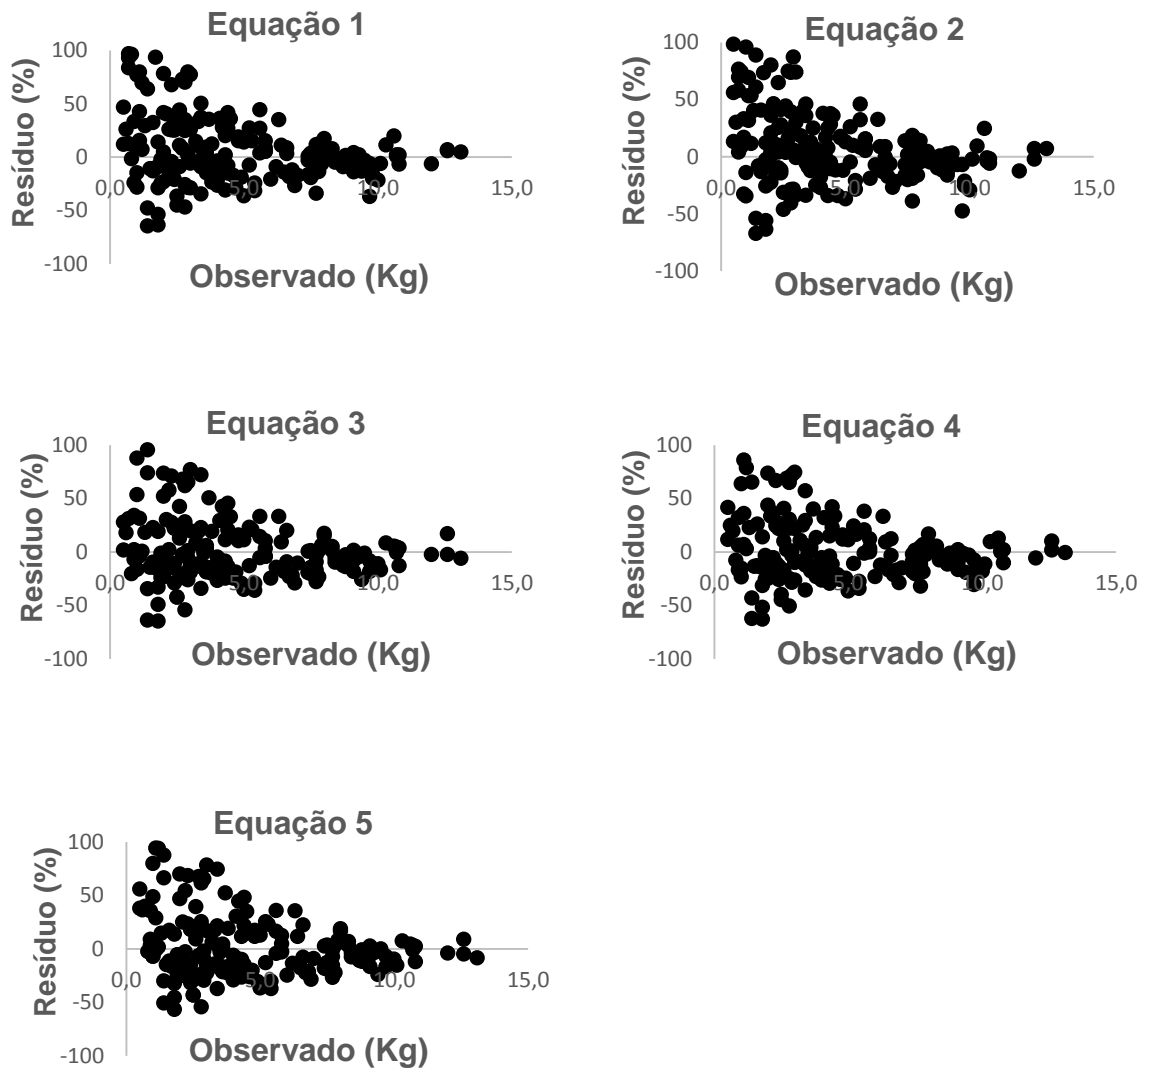 Equação 1
100
50
0
-50
-100
0,0 5,0 10,0 15,0
Resíduo (%)
Observado (Kg)
Equação 2
100
50
0
-50
-100
0,0 5,0 10,0 15,0
Resíduo (%)
Observado (Kg)
Equação 3
100
50
0
-50
-100
0,0 5,0 10,0 15,0
Resíduo (%)
Observado (Kg)
Equação 4
100
50
0
-50
-100
0,0 5,0 10,0 15,0
Resíduo (%)
Observado (Kg)
Equação 5
100
50
0
-50
-100
0,0 5,0 10,0 15,0
Resíduo (%)
Observado (Kg)